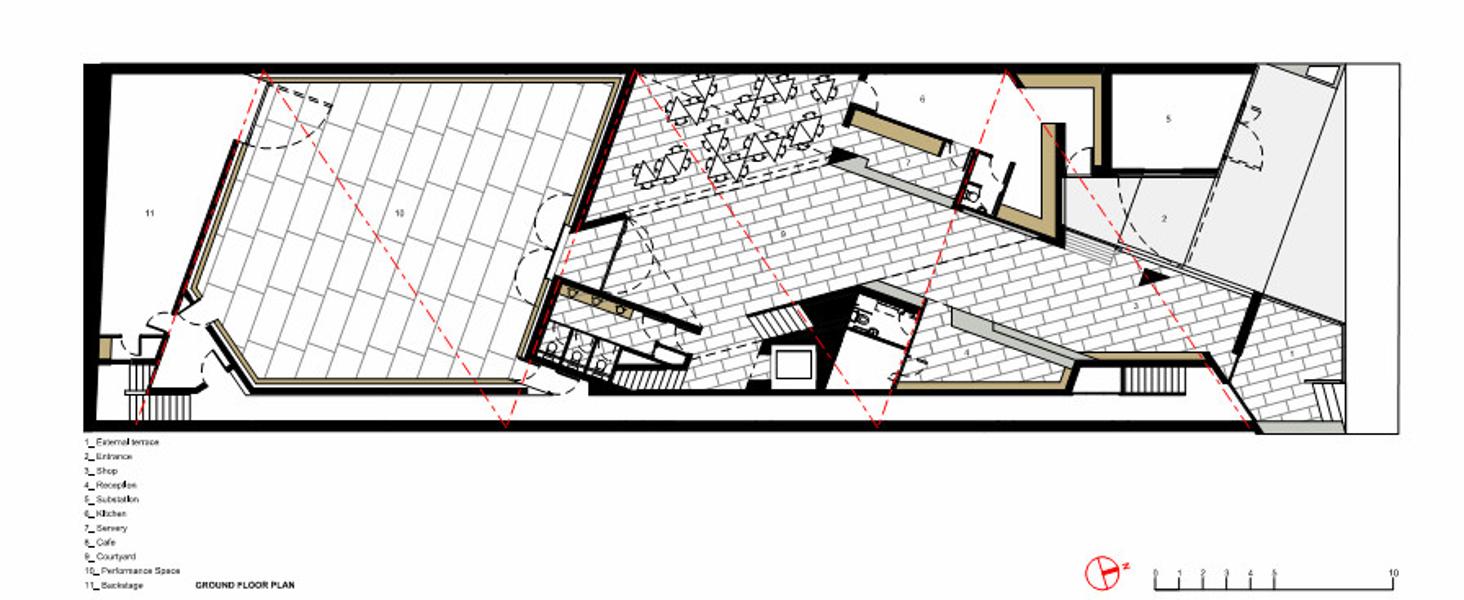 6
5
8
7
11
10
2
9
3
4
1
1_ External terrace
2_ Entrance
3_ Shop
4_ Reception
5_ Substation
6_ Kitchen
7_ Servery
8_ Cafe
9_ Courtyard
10_ Performance Space
11_ Backstage GROUND FLOOR PLAN
N
0 1 2 3 4 5 10